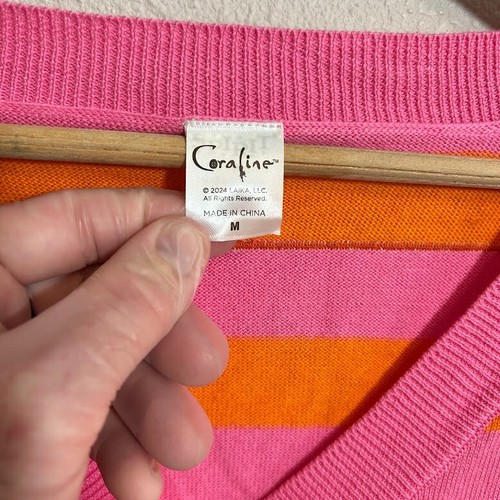 Coraline™
© 2024 LAIKA, LLC.
All Rights Reserved.
MADE IN CHINA
M